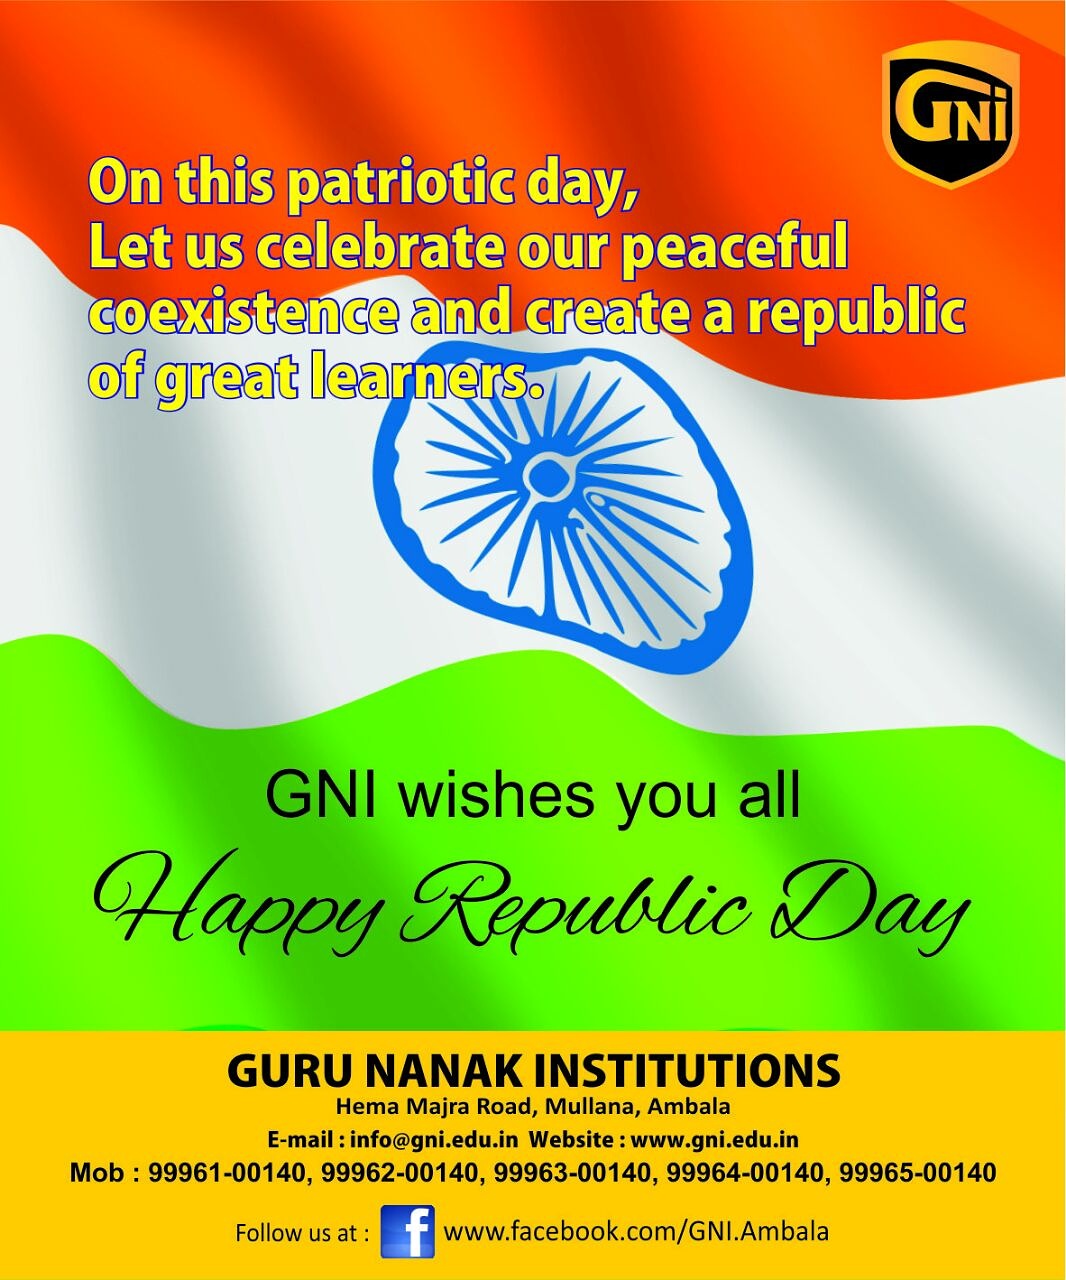 GNi
On this patriotic day,
Let us celebrate our peaceful
coexistence and create a republic
of great learners.
GNI wishes you all
Happy Republic Day
GURU NANAK INSTITUTIONS
Hema Majra Road, Mullana, Ambala
E-mail : info@gni.edu.in Website : www.gni.edu.in
Mob : 99961-00140, 99962-00140, 99963-00140, 99964-00140, 99965-00140
Follow us at : f www.facebook.com/GNI.Ambala